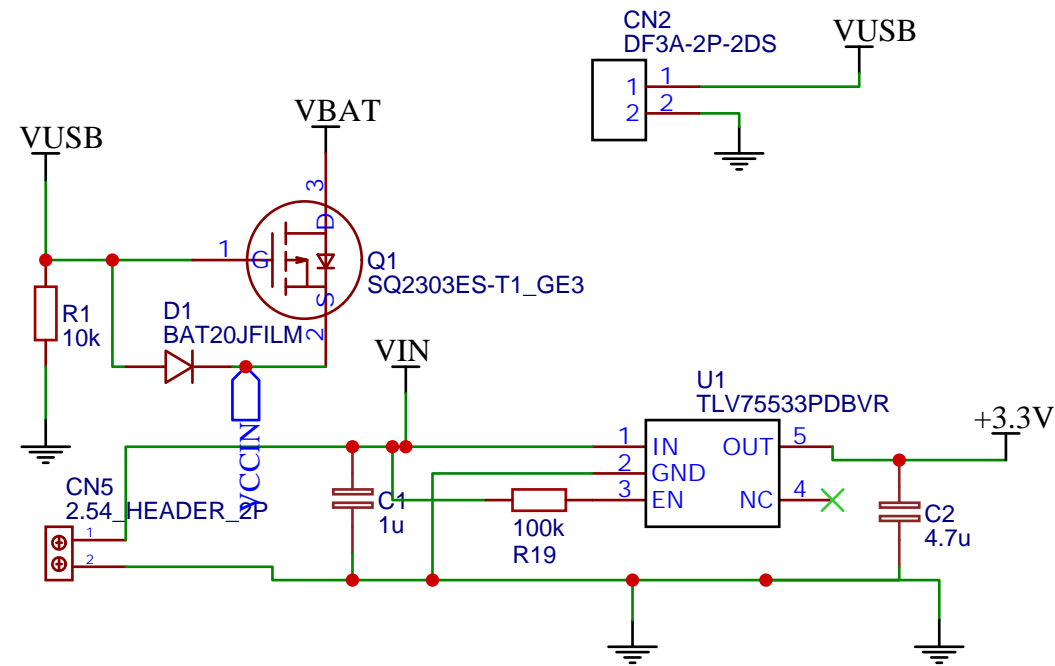 CN2
DF3A-2P-2DS
VUSB
1
1
2
2
VBAT
VUSB
3
D
1
G
Q1
SQ2303ES-T1_GE3
S
2
R1
10k
D1
BAT20JFILM
VIN
VCCIN
U1
TLV75533PDBVR
+3.3V
1
IN
OUT
5
2
GND
3
EN
NC
4
CN5
2.54_HEADER_2P
1
2
C1
1u
100k
R19
C2
4.7u